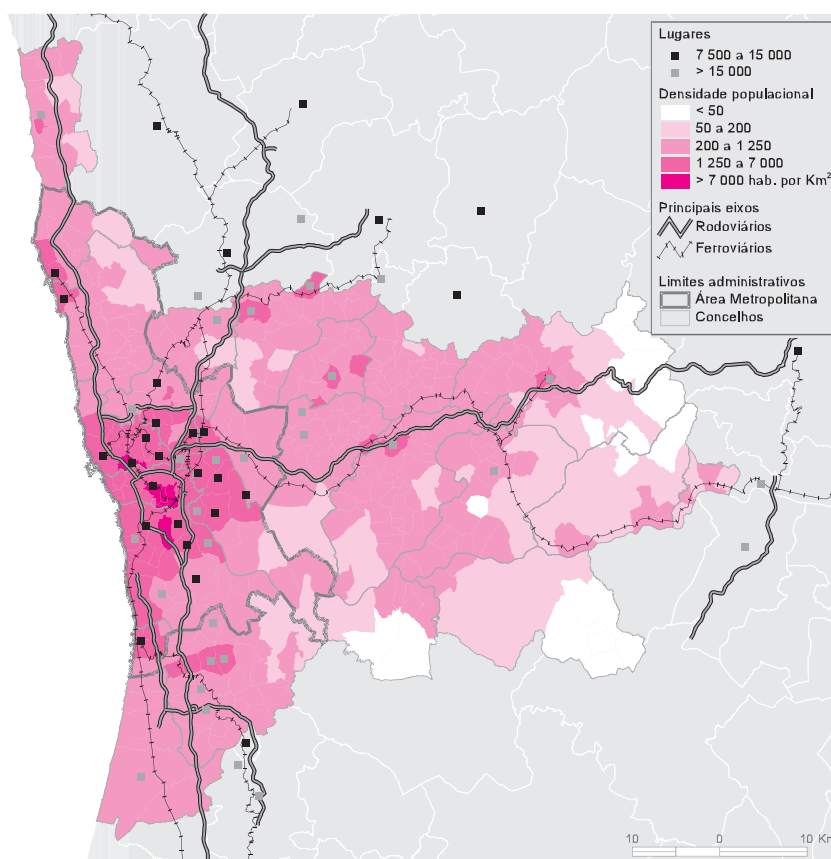 Lugares
7 500 a 15 000
> 15 000
Densidade populacional
< 50
50 a 200
200 a 1 250
1 250 a 7 000
> 7 000 hab. por Km²
Principais eixos
Rodoviários
Ferroviários
Limites administrativos
Área Metropolitana
Concelhos
10 0 10 Km